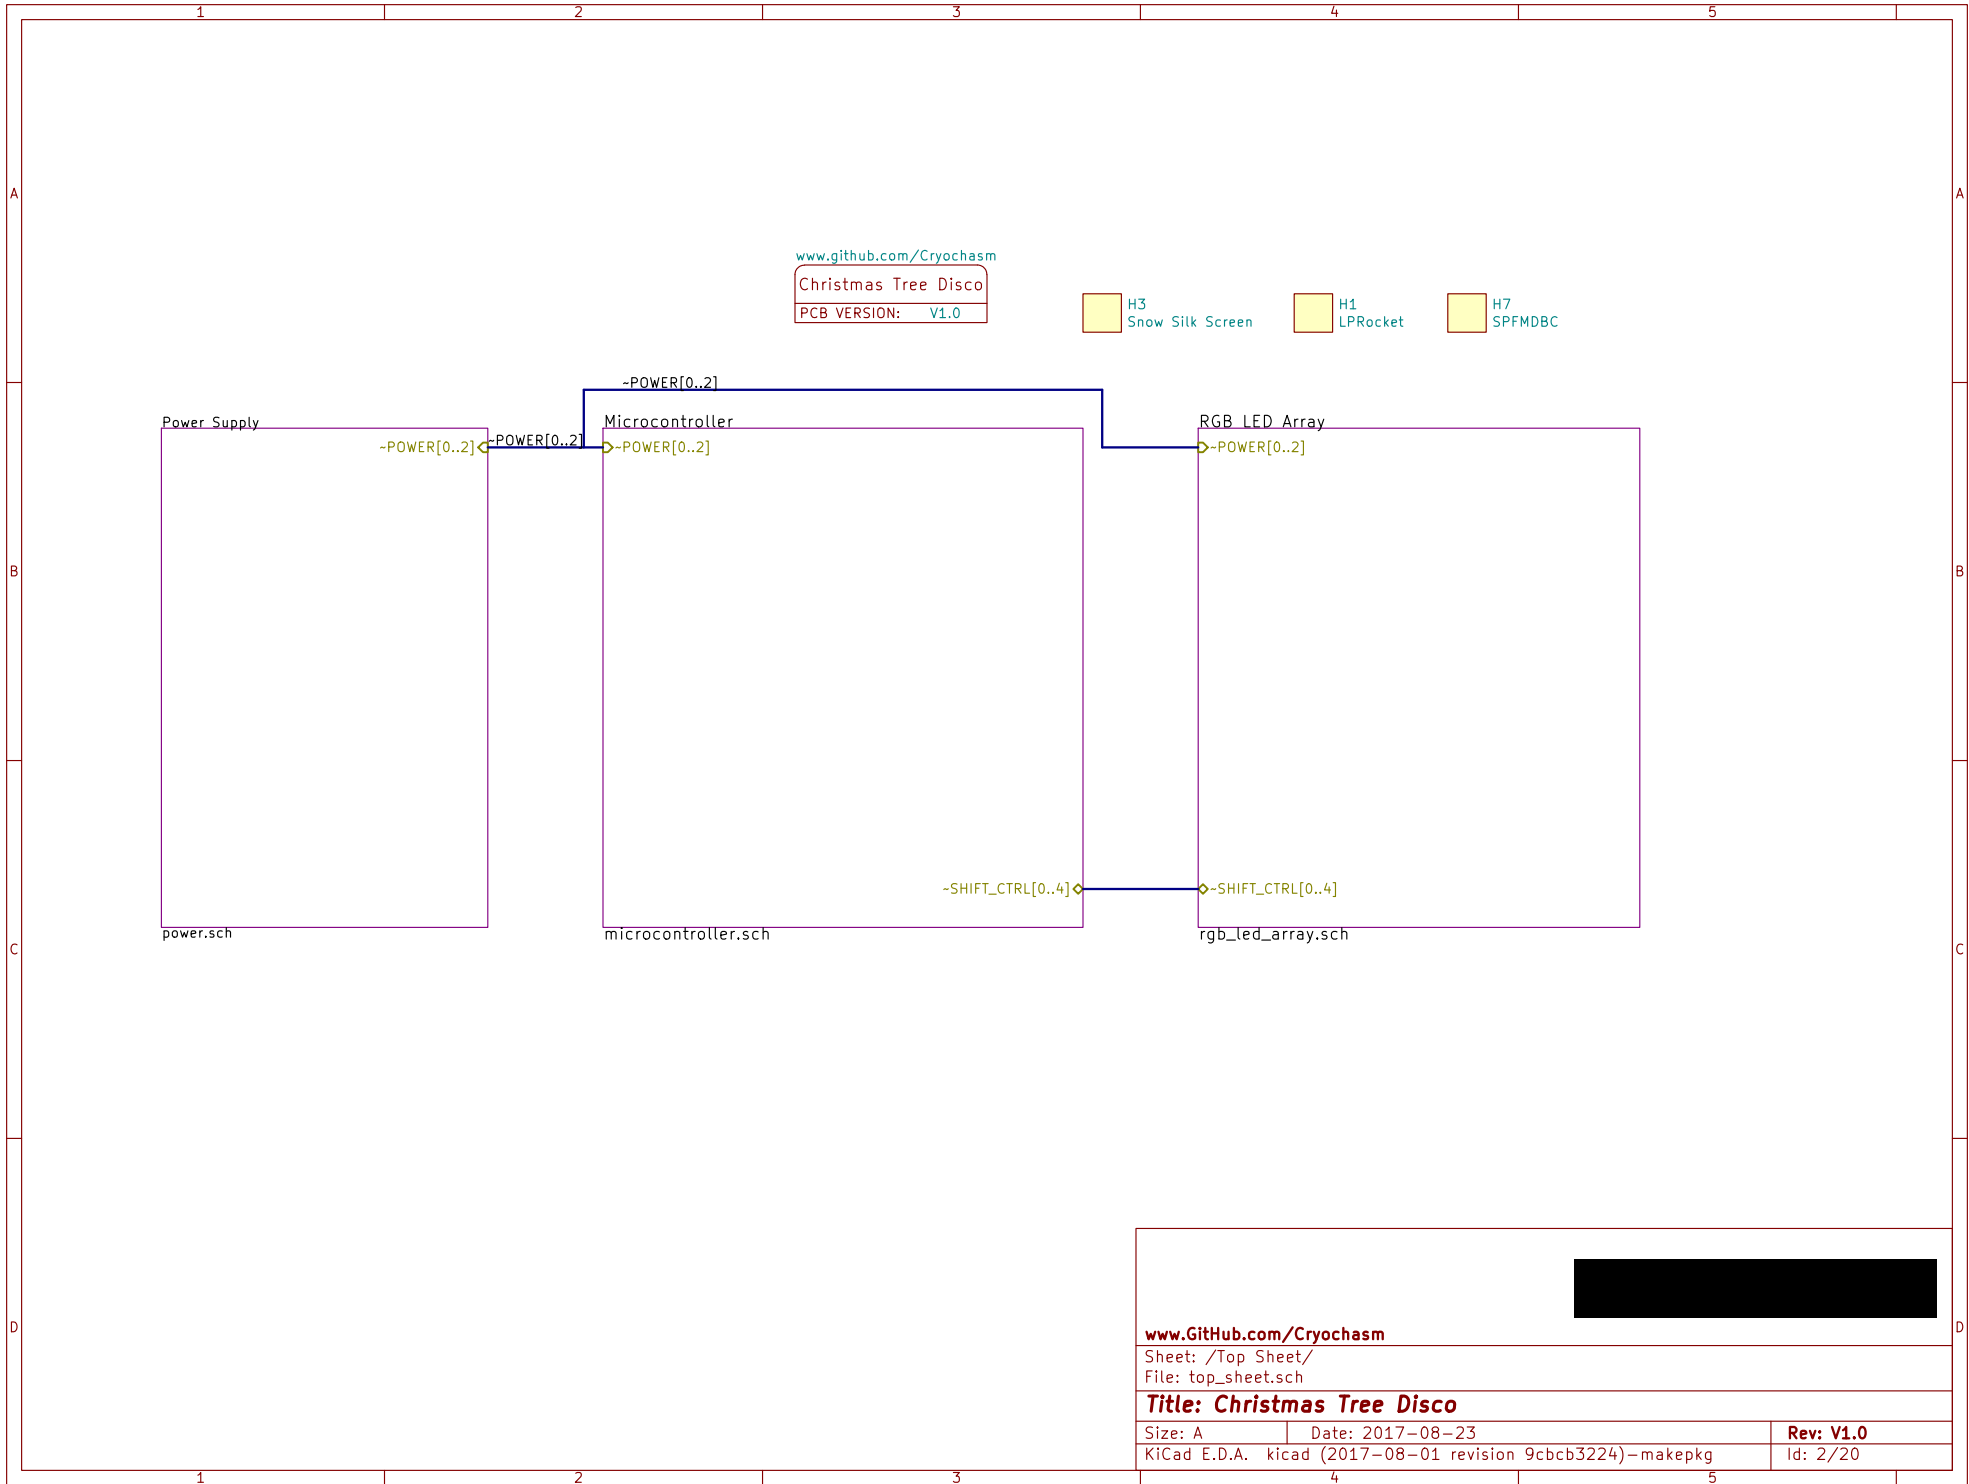 1 2 3 4 5
A A
www.github.com/Cryochasm
Christmas Tree Disco
PCB VERSION: V1.0
H3
Snow Silk Screen
H1
LPRocket
H7
SPFMDBC
~POWER[0..2]
Power Supply
~POWER[0..2]
~POWER[0..2]
Microcontroller
~POWER[0..2]
RGB LED Array
~POWER[0..2]
B B
~SHIFT_CTRL[0..4]
~SHIFT_CTRL[0..4]
power.sch
microcontroller.sch
rgb_led_array.sch
C C
D D
www.GitHub.com/Cryochasm
Sheet: /Top Sheet/
File: top_sheet.sch
Title: Christmas Tree Disco
Size: A Date: 2017-08-23 Rev: V1.0
KiCad E.D.A. kicad (2017-08-01 revision 9cbcb3224)-makepkg Id: 2/20
1 2 3 4 5